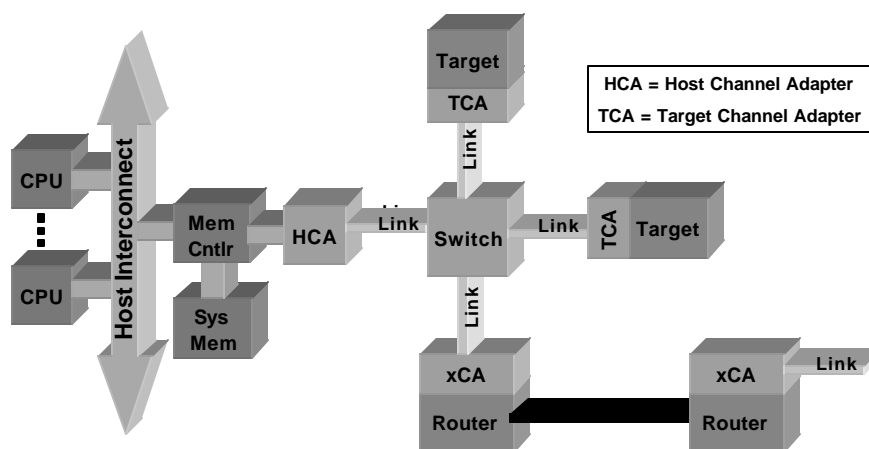 Target
TCA
HCA = Host Channel Adapter
TCA = Target Channel Adapter
Link
CPU
Host Interconnect
Mem
Cntlr
HCA
Link
Switch
Link
TCA
Target
CPU
Sys
Mem
Link
xCA
Router
xCA
Router
Link